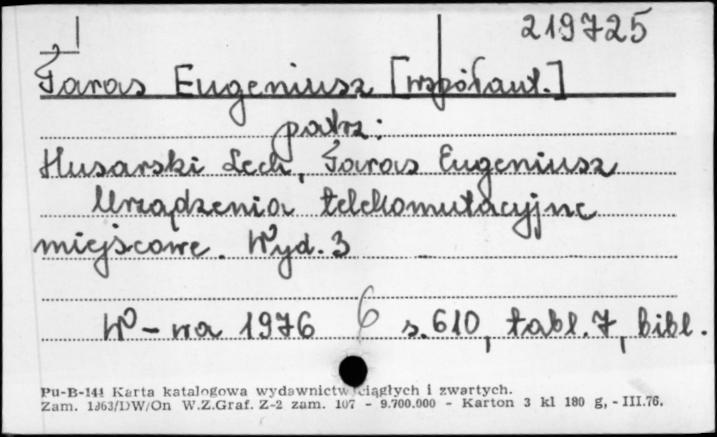 219725
Taras Eugeniusz [współaut.]
patrz:
Husarski Lech, Taras Eugeniusz
Urządzenia telekomutacyjne
miejscowe. Wyd. 3
W-wa 1976 6 s. 610, tabl. 7, bibl.
Pu-B-144 Karta katalogowa wydawnictw ciągłych i zwartych.
Zam. 1363/DW/On W.Z.Graf. Z-2 zam. 107 - 9.700.000 - Karton 3 kl 180 g, - III.76.